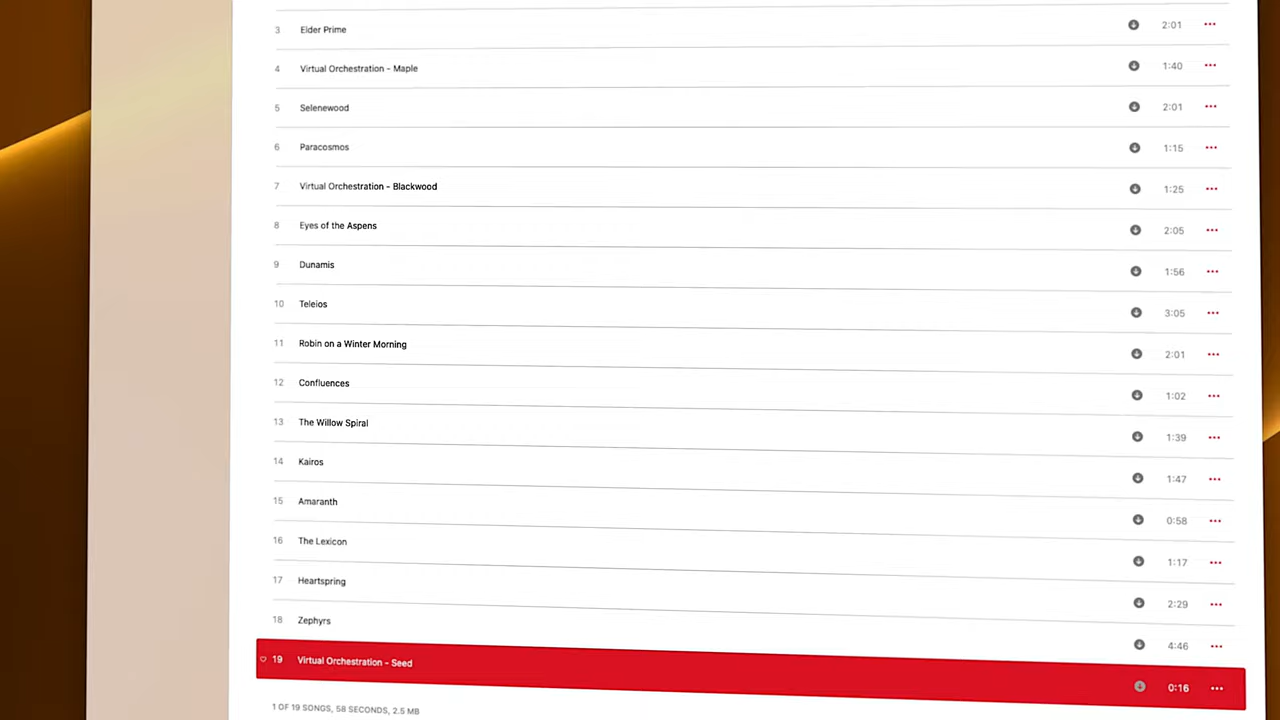 3 Elder Prime 2:01
4 Virtual Orchestration - Maple 1:40
5 Selenewood 2:01
6 Paracosmos 1:15
7 Virtual Orchestration - Blackwood 1:25
8 Eyes of the Aspens 2:05
9 Dunamis 1:56
10 Teleios 3:05
11 Robin on a Winter Morning 2:01
12 Confluences 1:02
13 The Willow Spiral 1:39
14 Kairos 1:47
15 Amaranth 0:58
16 The Lexicon 1:17
17 Heartspring 2:29
18 Zephyrs 4:46
19 Virtual Orchestration - Seed 0:16
1 OF 19 SONGS, 58 SECONDS, 2.5 MB